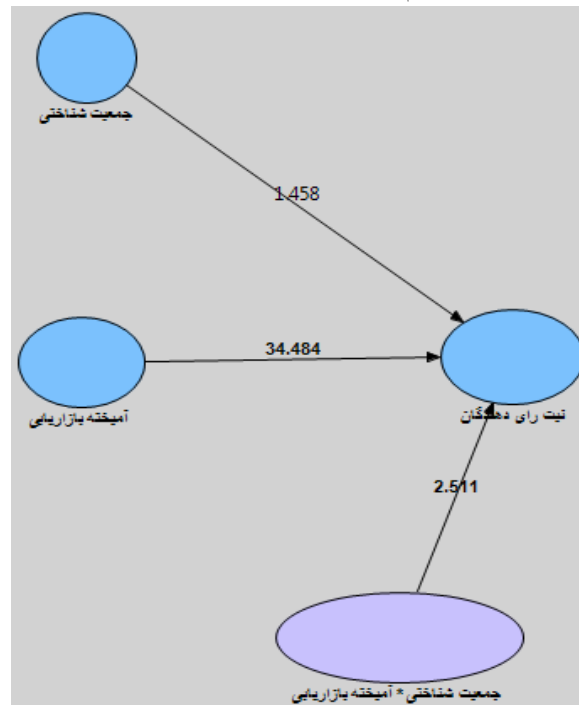 جمعیت شناختی
1.458
34.484
آمیخته بازاریابی
نیت رای دهندگان
2.511
جمعیت شناختی * آمیخته بازاریابی